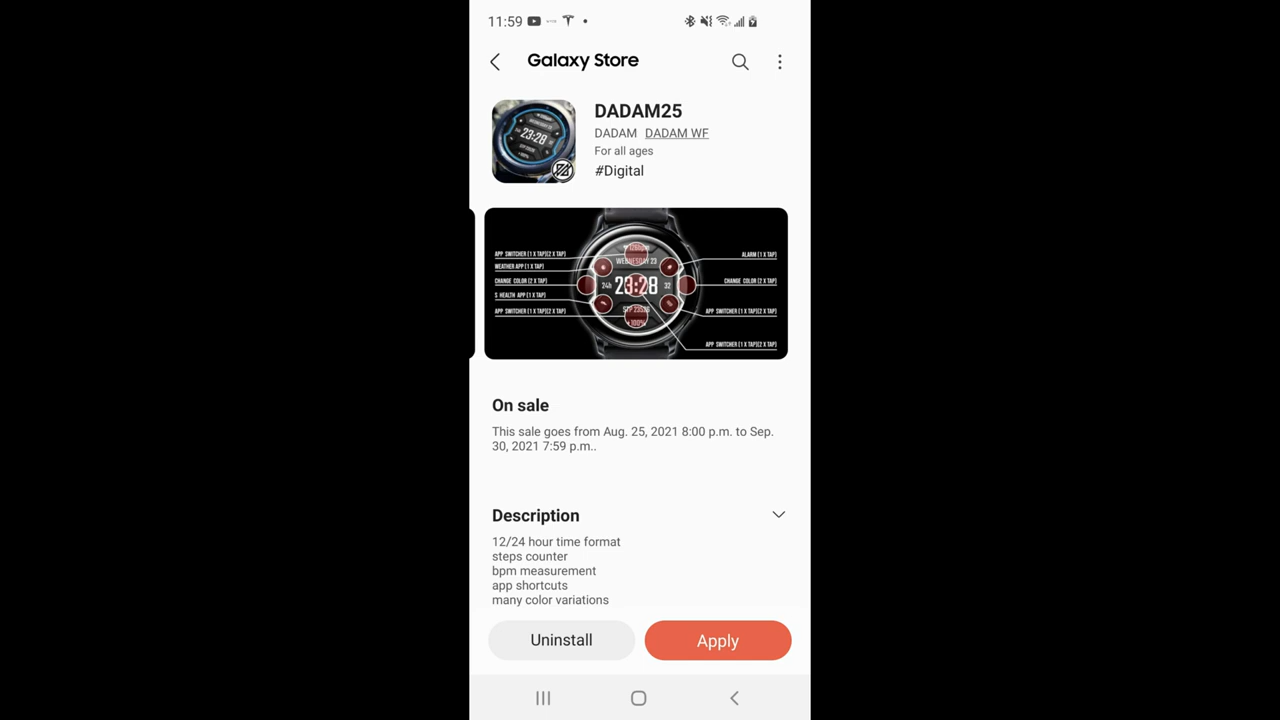 11:59
Galaxy Store
DADAM25
DADAM DADAM WF
For all ages
#Digital
23:28
APP SWITCHER (1 X TAP)(2 X TAP)
WEATHER APP (1 X TAP)
CHANGE COLOR (2 X TAP)
S HEALTH APP (1 X TAP)
APP SWITCHER (1 X TAP)(2 X TAP)
WEDNESDAY 23
24h 23:28 32
100%
ALARM (1 X TAP)
CHANGE COLOR (2 X TAP)
APP SWITCHER (1 X TAP)(2 X TAP)
APP SWITCHER (1 X TAP)(2 X TAP)
On sale
This sale goes from Aug. 25, 2021 8:00 p.m. to Sep.
30, 2021 7:59 p.m..
Description
12/24 hour time format
steps counter
bpm measurement
app shortcuts
many color variations
Uninstall
Apply